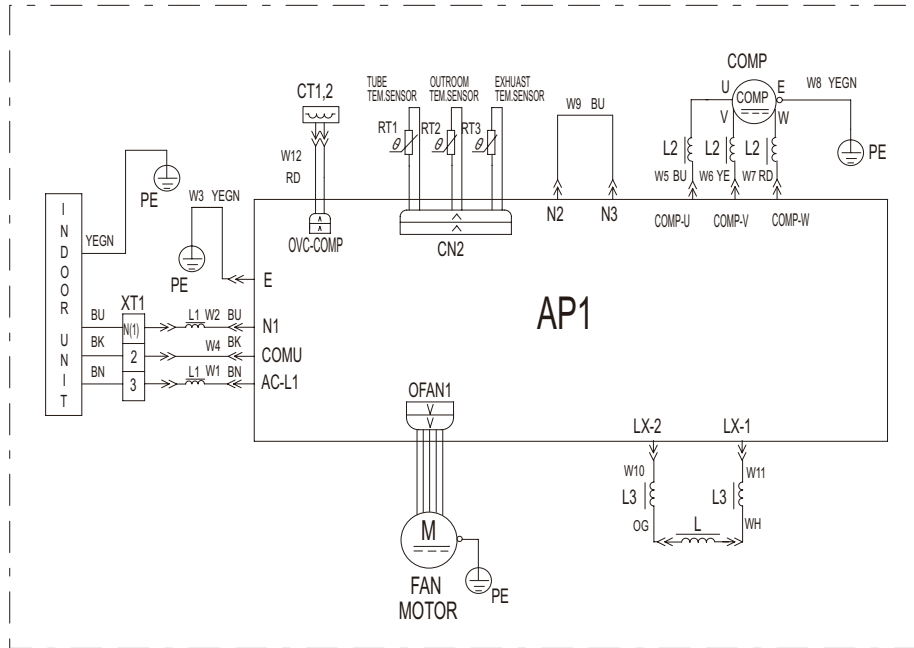 COMP
TUBE
TEM.SENSOR
OUTROOM
TEM.SENSOR
EXHUAST
TEM.SENSOR
CT1,2
U
E
W8 YEGN
COMP
V
W
W9 BU
RT1
RT2
RT3
θ
θ
θ
L2
L2
L2
PE
W12
RD
W5 BU
W6 YE
W7 RD
PE
W3 YEGN
INDOOR UNIT
YEGN
N2
N3
COMP-U
COMP-V
COMP-W
OVC-COMP
CN2
PE
E
XT1
AP1
BU
N(1)
L1
W2
BU
N1
BK
2
W4
BK
COMU
BN
3
L1
W1
BN
AC-L1
OFAN1
LX-2
LX-1
W10
W11
L3
L3
OG
L
WH
M
PE
FAN
MOTOR